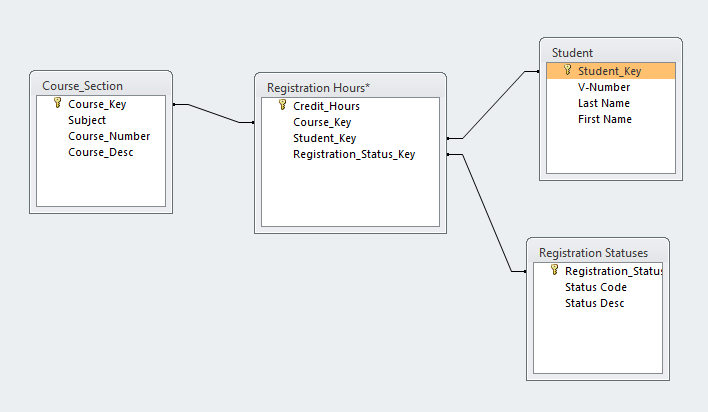 Course_Section
Course_Key
Subject
Course_Number
Course_Desc
Registration Hours*
Credit_Hours
Course_Key
Student_Key
Registration_Status_Key
Student
Student_Key
V-Number
Last Name
First Name
Registration Statuses
Registration_Status
Status Code
Status Desc